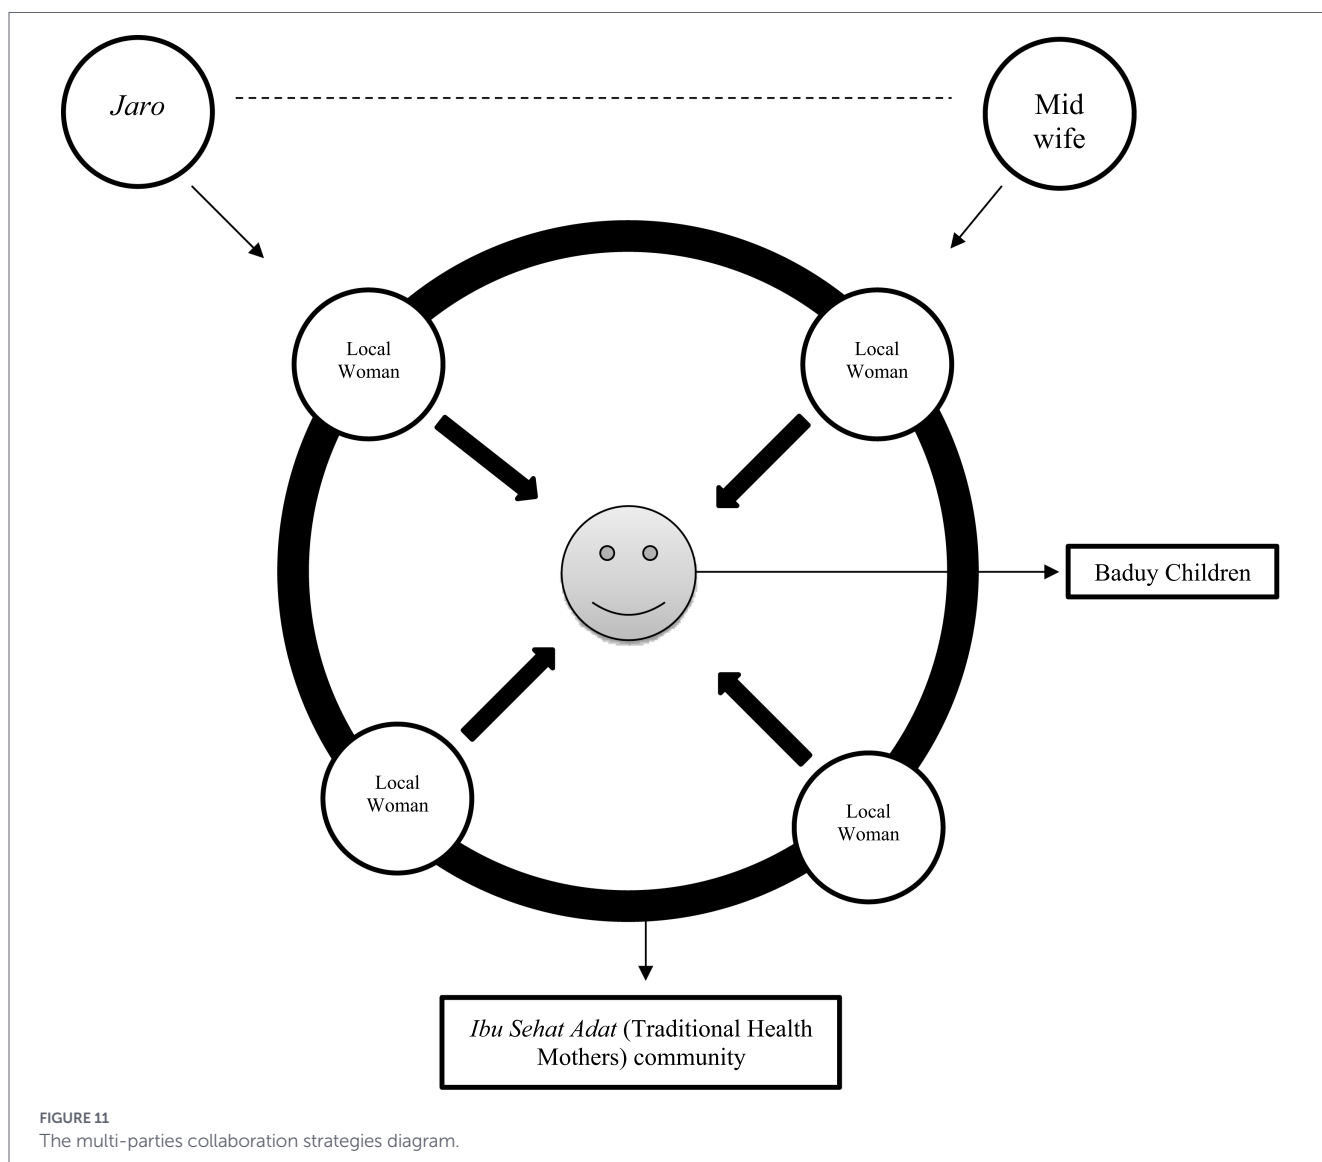 Jaro
Mid
wife
Local
Woman
Local
Woman
Baduy Children
Local
Woman
Local
Woman
Ibu Sehat Adat (Traditional Health
Mothers) community
FIGURE 11
The multi-parties collaboration strategies diagram.